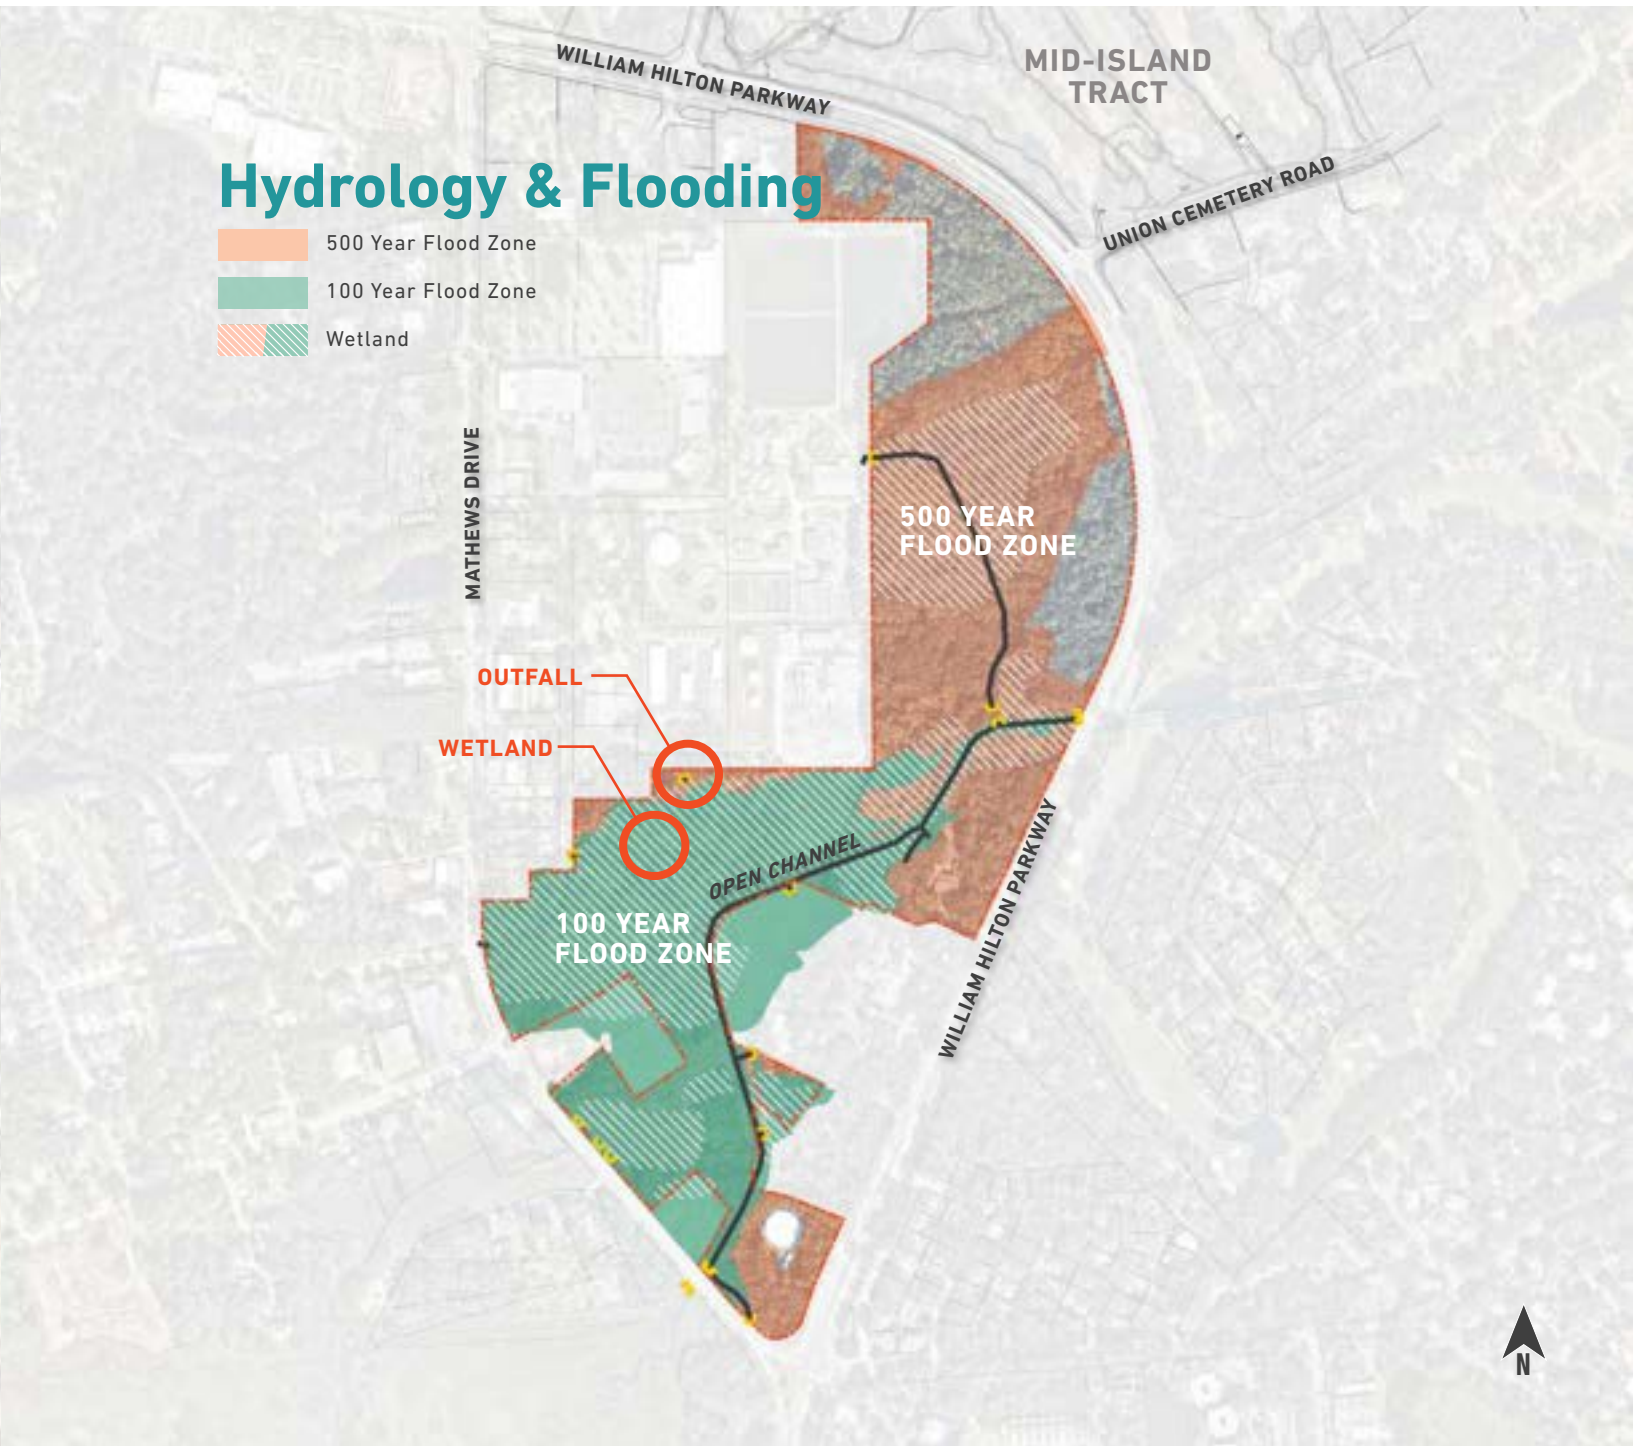 WILLIAM HILTON PARKWAY
MID-ISLAND
TRACT
UNION CEMETERY ROAD
Hydrology & Flooding
500 Year Flood Zone
100 Year Flood Zone
Wetland
MATHEWS DRIVE
500 YEAR
FLOOD ZONE
OUTFALL
WETLAND
OPEN CHANNEL
100 YEAR
FLOOD ZONE
WILLIAM HILTON PARKWAY
N